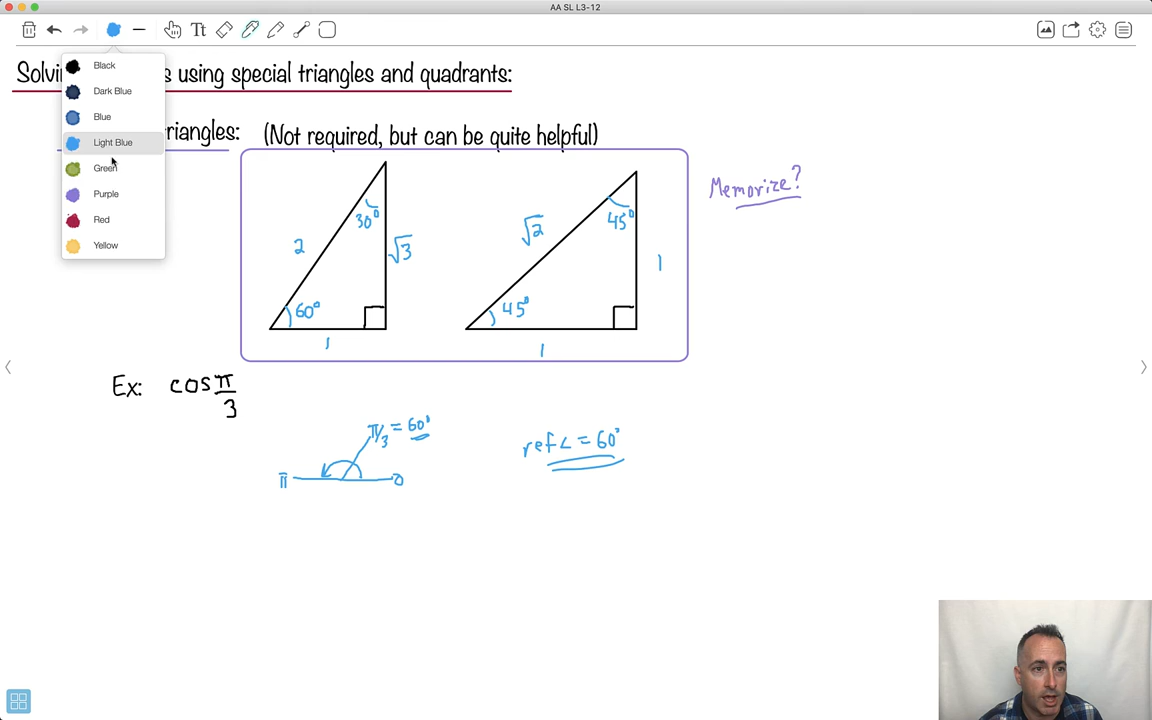 AA SL L3-12
Tt
Black
Dark Blue
Blue
Light Blue
Green
Purple
Red
Yellow
Solvi s using special triangles and quadrants:
riangles: (Not required, but can be quite helpful)
Memorize?
30°
2
√3
60°
1
√2
45°
1
45°
1
Ex: cos π/3
π/3 = 60°
π 0
ref∠ = 60°